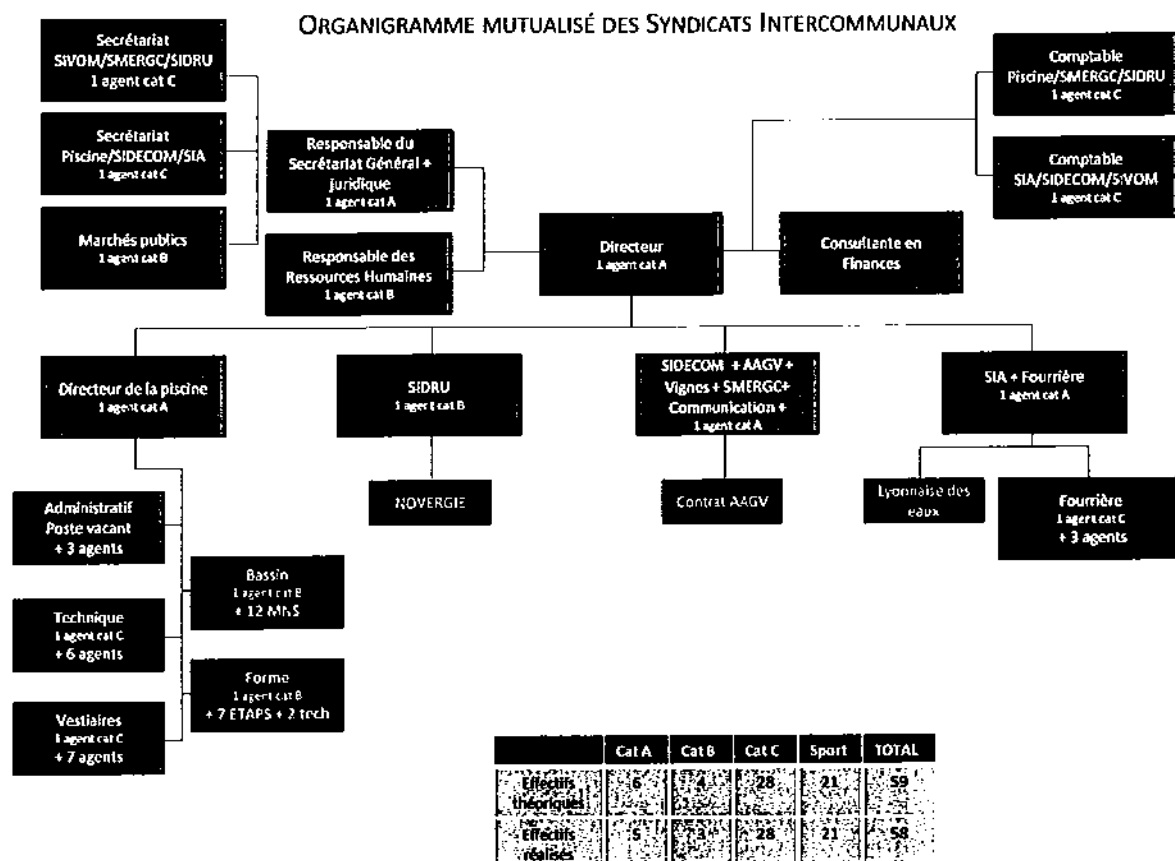 ORGANIGRAMME MUTUALISÉ DES SYNDICATS INTERCOMMUNAUX
Secrétariat
SIVOM/SMERGC/SIDRU
1 agent cat C
Secrétariat
Piscine/SIDECOM/SIA
1 agent cat C
Marchés publics
1 agent cat B
Responsable du
Secrétariat Général +
juridique
1 agent cat A
Responsable des
Ressources Humaines
1 agent cat B
Directeur
1 agent cat A
Consultante en
Finances
Comptable
Piscine/SMERGC/SIDRU
1 agent cat C
Comptable
SIA/SIDECOM/SIVOM
1 agent cat C
Directeur de la piscine
1 agent cat A
SIDRU
1 agent cat B
SIDECOM + AAGV +
Vignes + SMERGC+
Communication +
1 agent cat A
SIA + Fourrière
1 agent cat A
NOVERGIE
Contrat AAGV
Lyonnaise des
eaux
Fourrière
1 agent cat C
+ 3 agents
Administratif
Poste vacant
+ 3 agents
Technique
1 agent cat C
+ 6 agents
Vestiaires
1 agent cat C
+ 7 agents
Bassin
1 agent cat B
+ 12 MNS
Forme
1 agent cat B
+ 7 ETAPS + 2 tech
Cat A Cat B Cat C Sport TOTAL
Effectifs théoriques 6 4 28 21 59
Effectifs réalisés 5 3 28 21 58